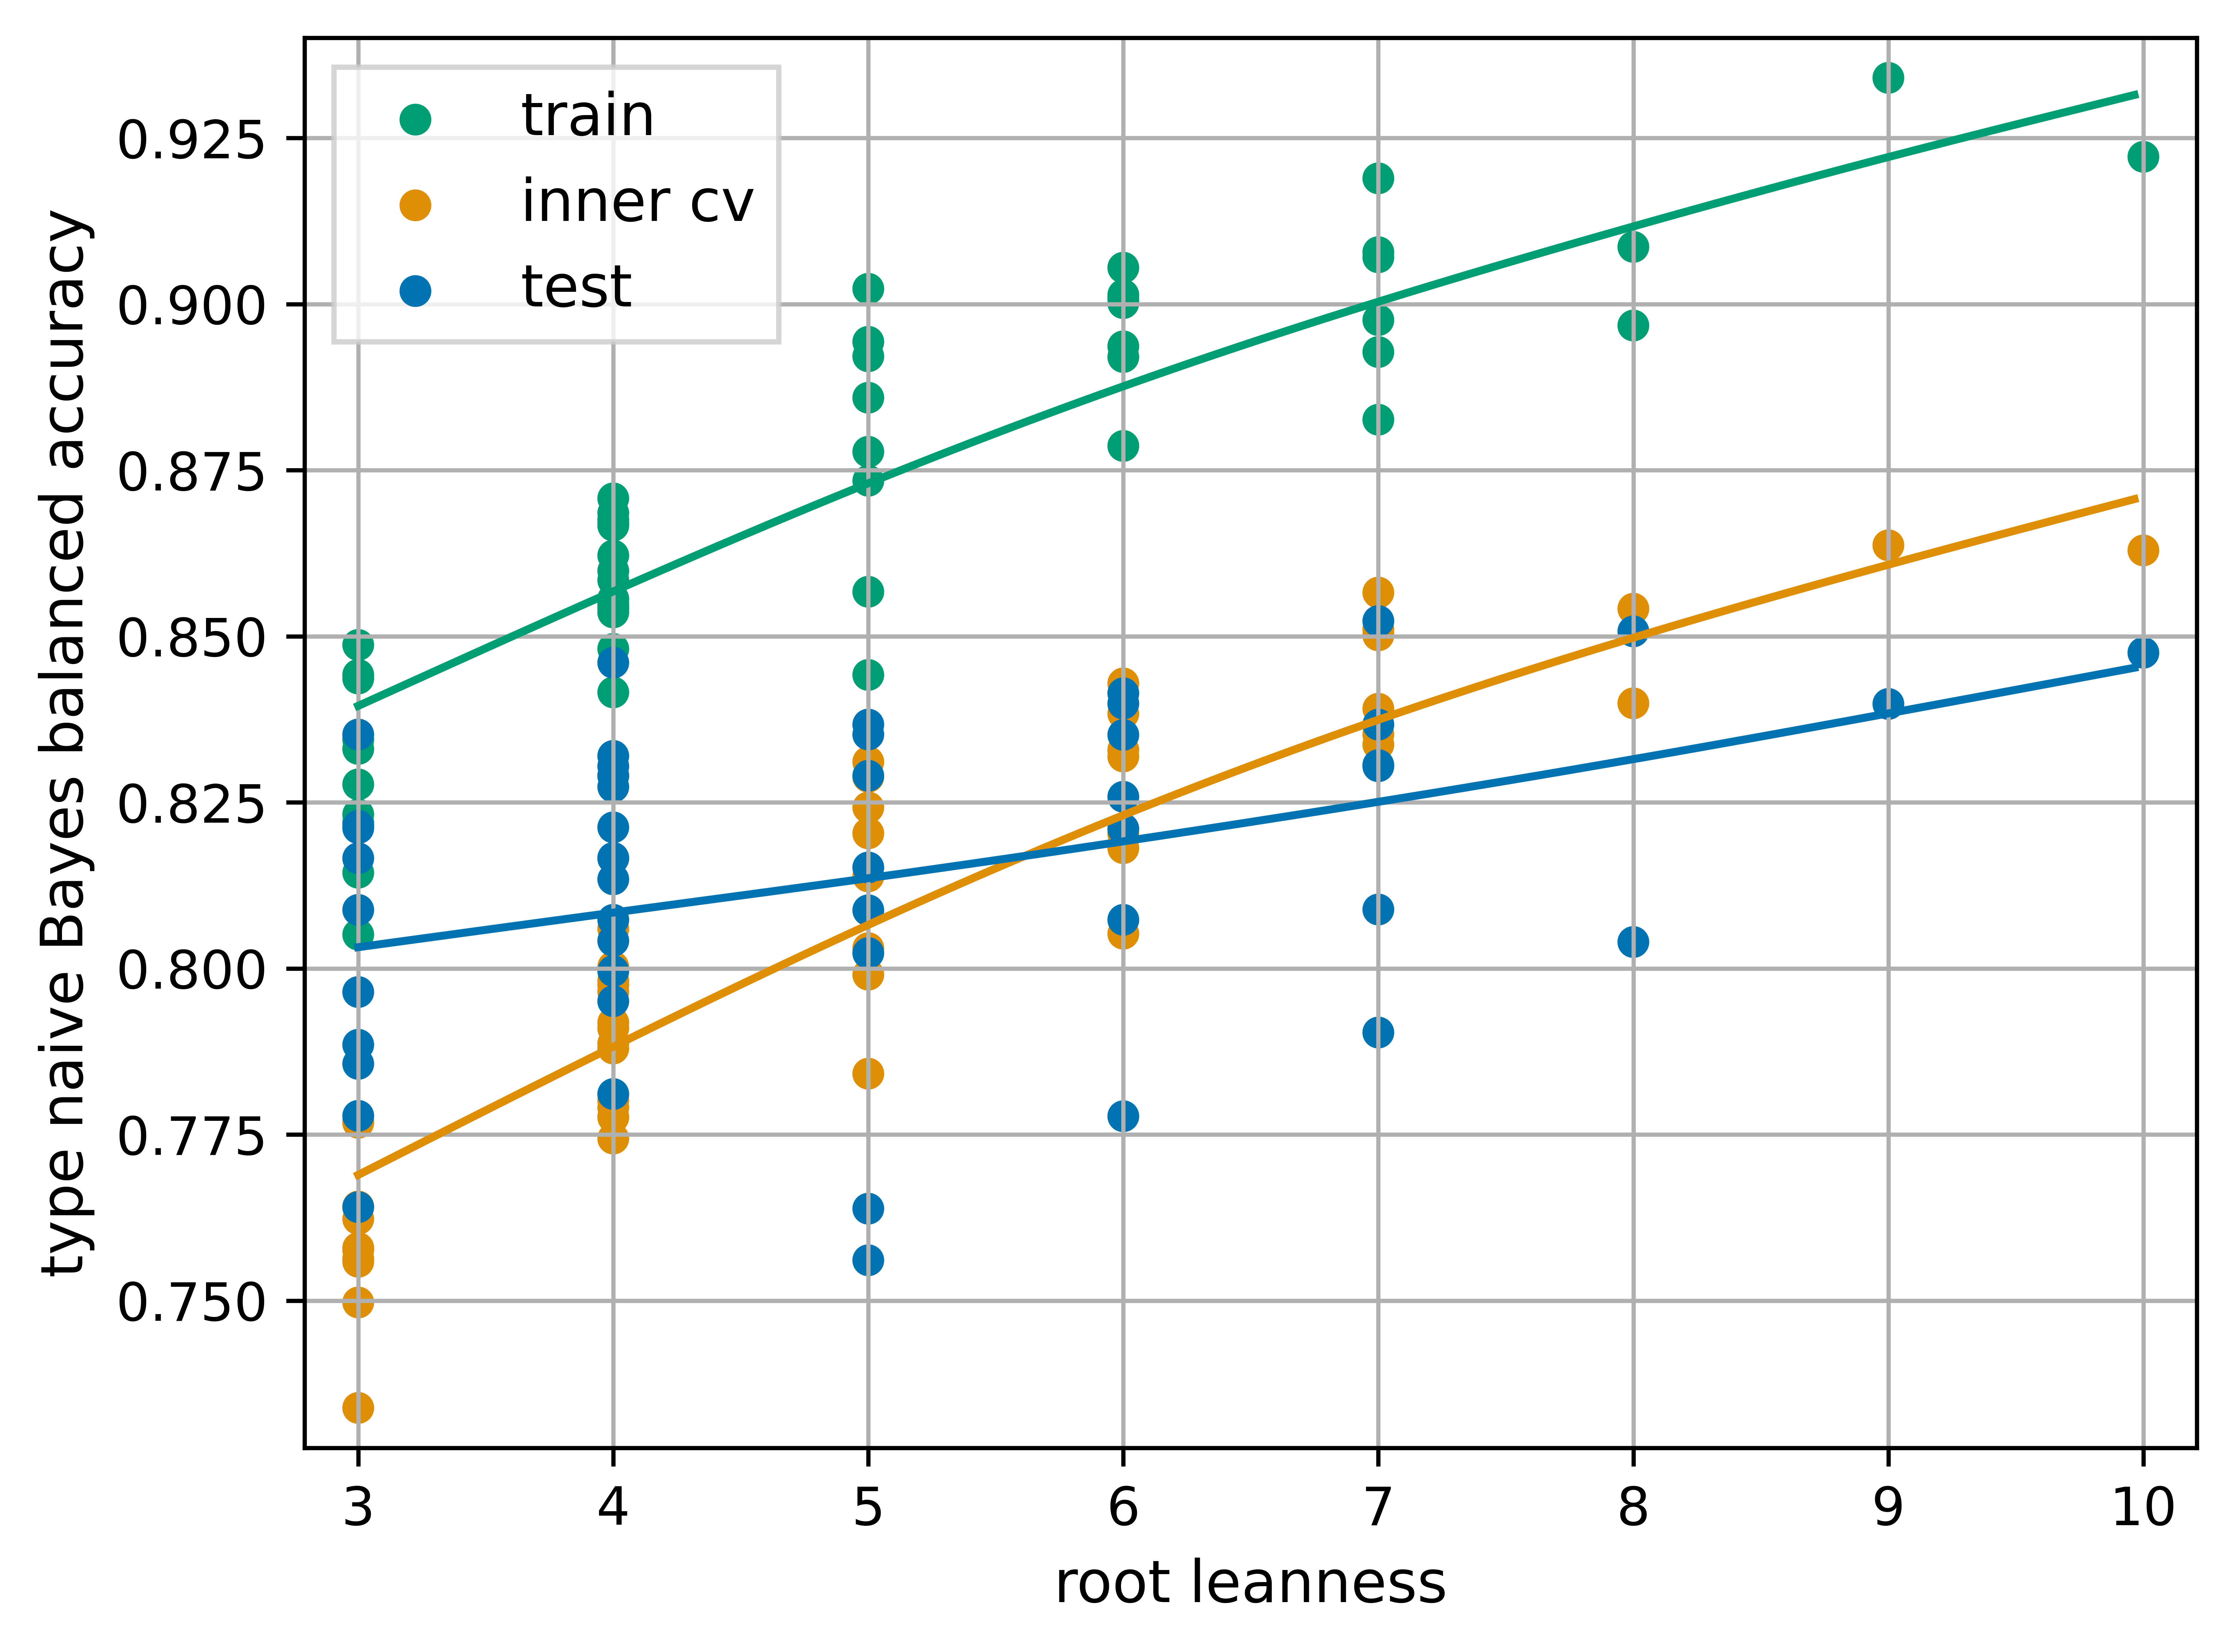 train
inner cv
test
type naive Bayes balanced accuracy
0.925
0.900
0.875
0.850
0.825
0.800
0.775
0.750
3 4 5 6 7 8 9 10
root leanness